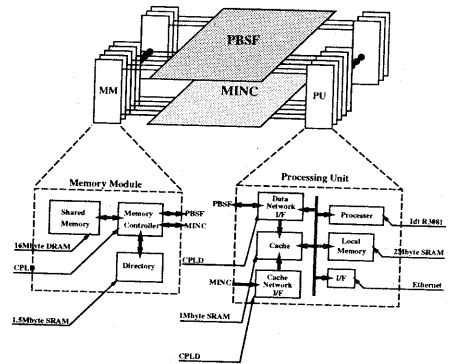 PBSF
MINC
MM
PU
Memory Module
Shared
Memory
Memory
Controller
PBSF
MINC
Directory
16Mbyte DRAM
CPLD
1.5Mbyte SRAM
Processing Unit
PBSF
Data
Network
I/F
Processer
Idt R3081
Cache
Local
Memory
2Mbyte SRAM
CPLD
MINC
Cache
Network
I/F
I/F
Ethernet
1Mbyte SRAM
CPLD